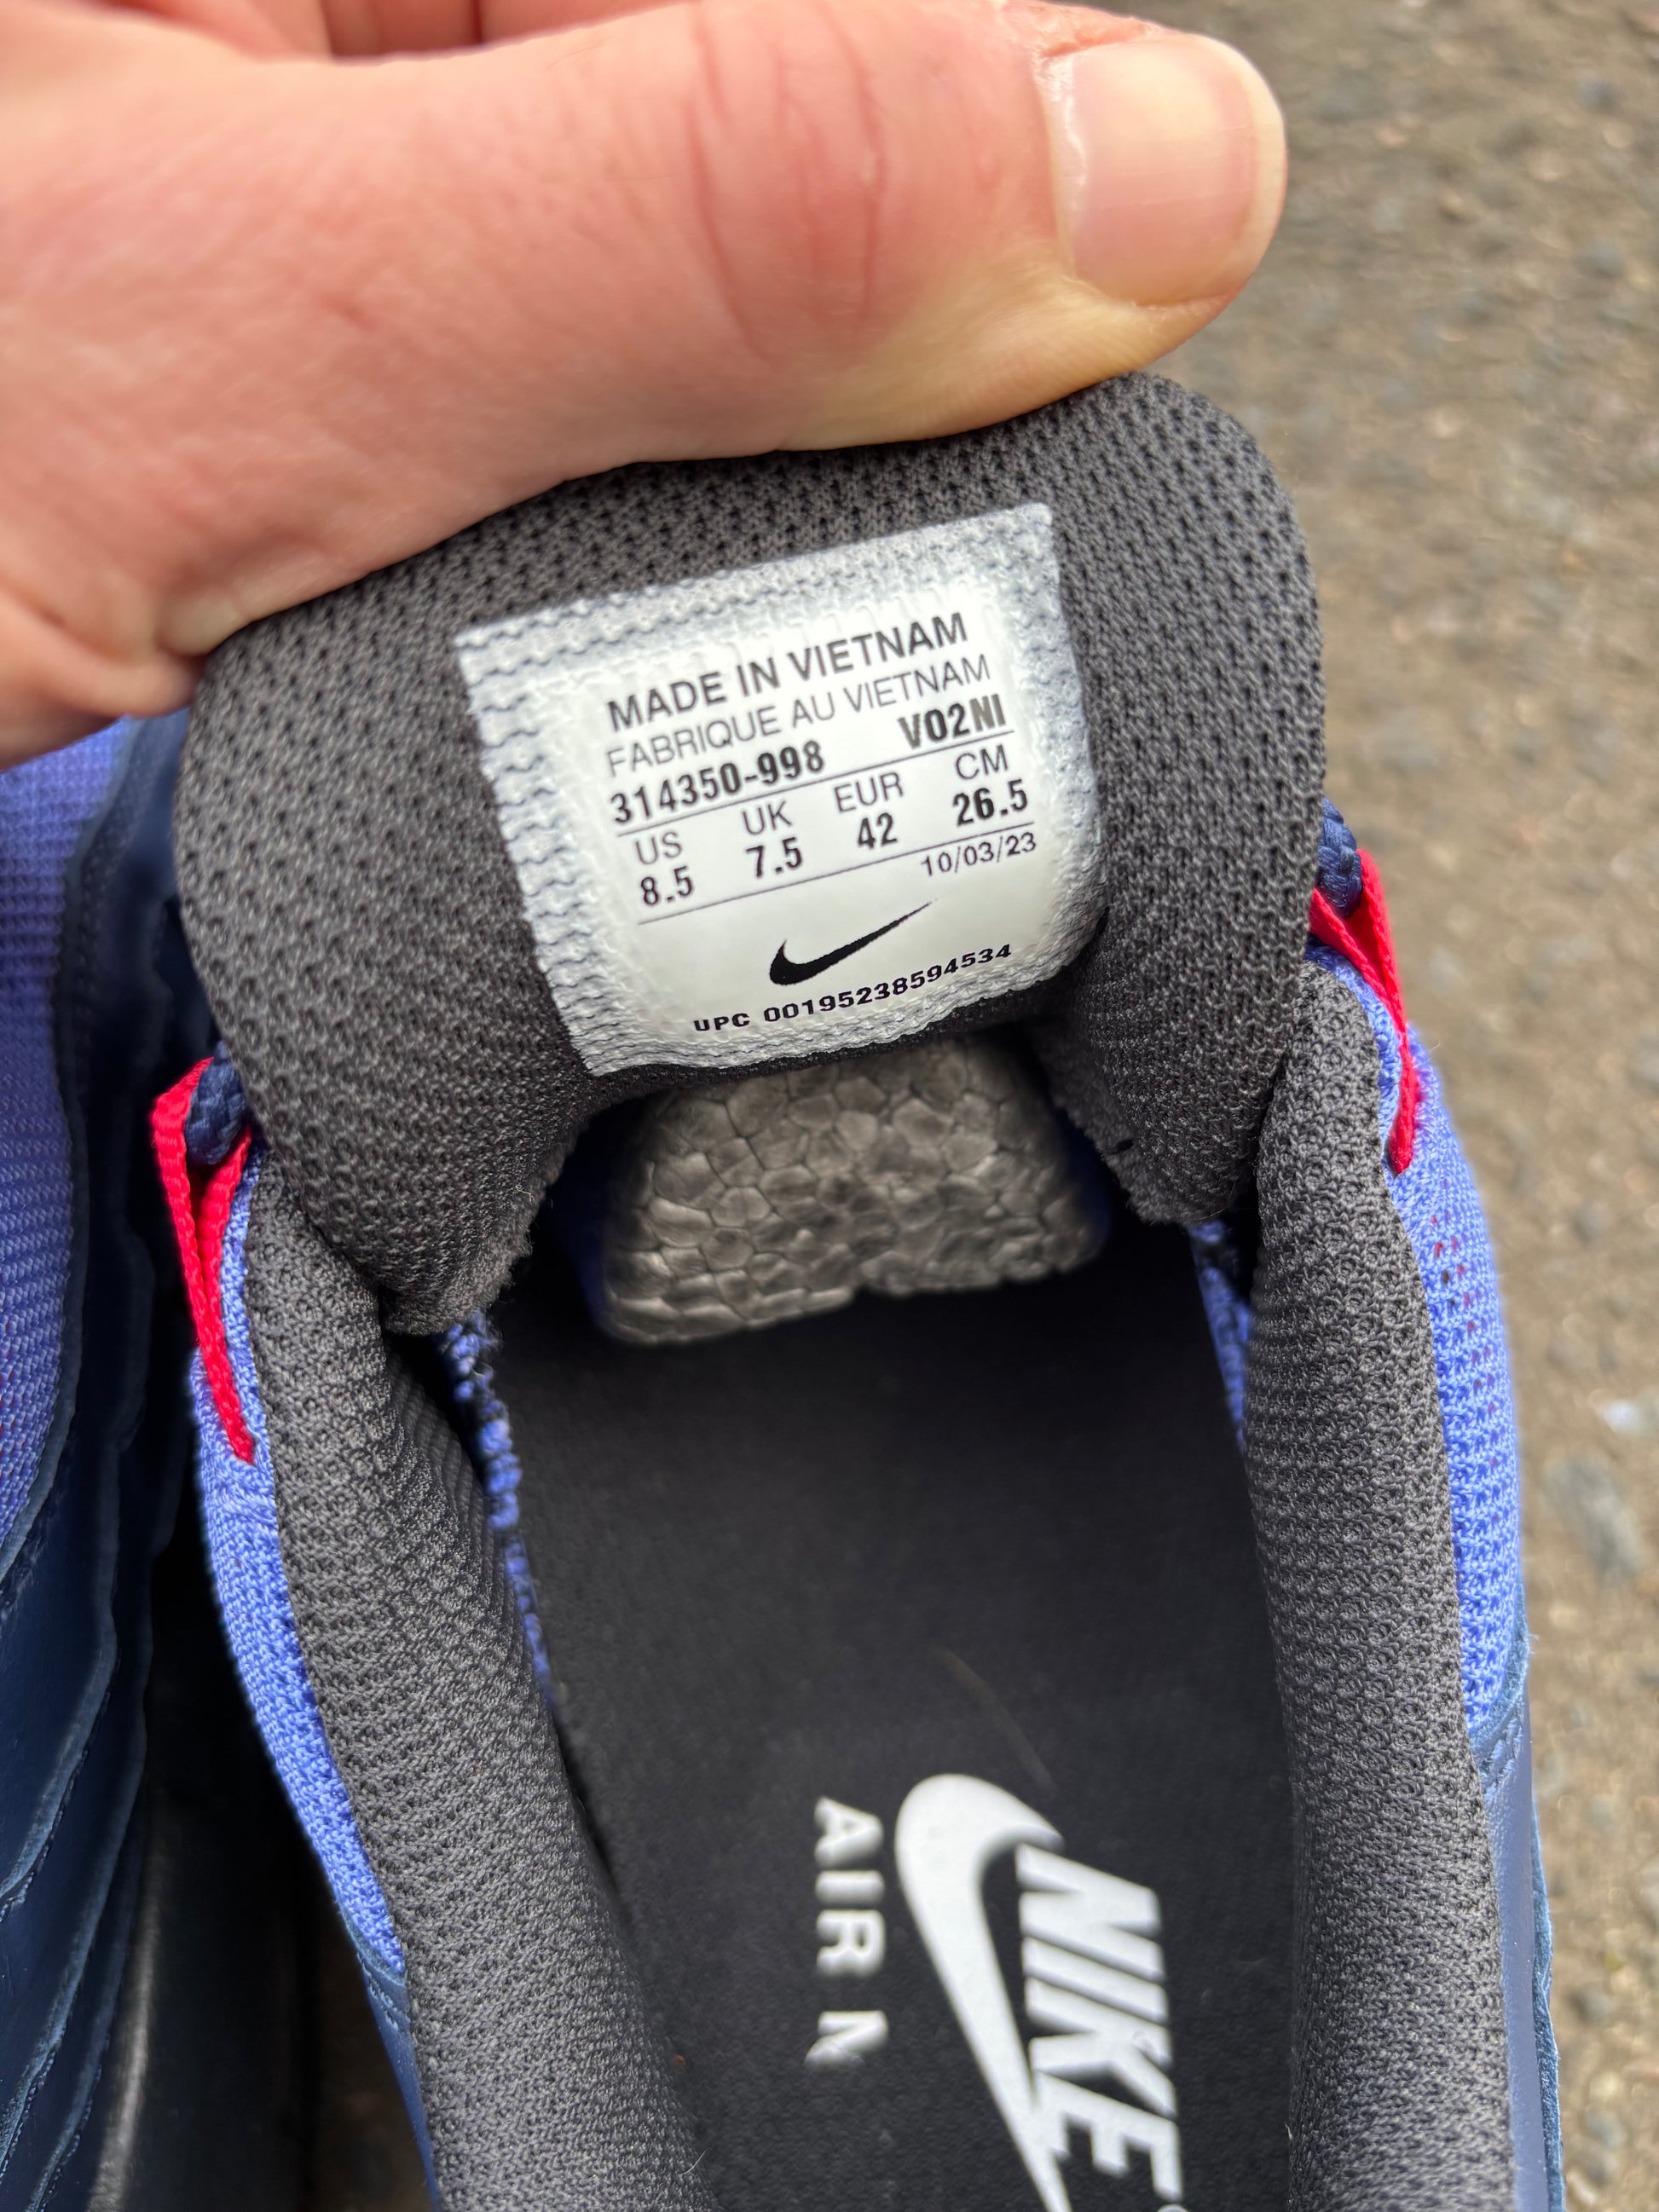 MADE IN VIETNAM
FABRIQUE AU VIETNAM
314350-998 V02NI
US UK EUR CM
8.5 7.5 42 26.5
10/03/23
UPC 00195238594534
NIKE
AIR